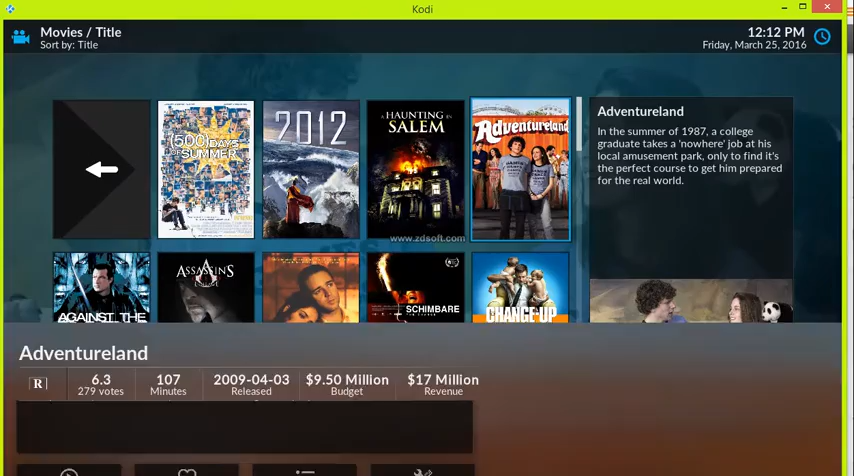 Kodi
Movies / Title
Sort by: Title
12:12 PM
Friday, March 25, 2016
(500) DAYS
OF SUMMER
2012
A HAUNTING IN
SALEM
Adventureland
www.zdsoft.com
Adventureland
In the summer of 1987, a college
graduate takes a 'nowhere' job at his
local amusement park, only to find it's
the perfect course to get him prepared
for the real world.
AGAINST THE
ASSASSIN'S
SCHIMBARE
CHANGE-UP
Adventureland
R
6.3
279 votes
107
Minutes
2009-04-03
Released
$9.50 Million
Budget
$17 Million
Revenue